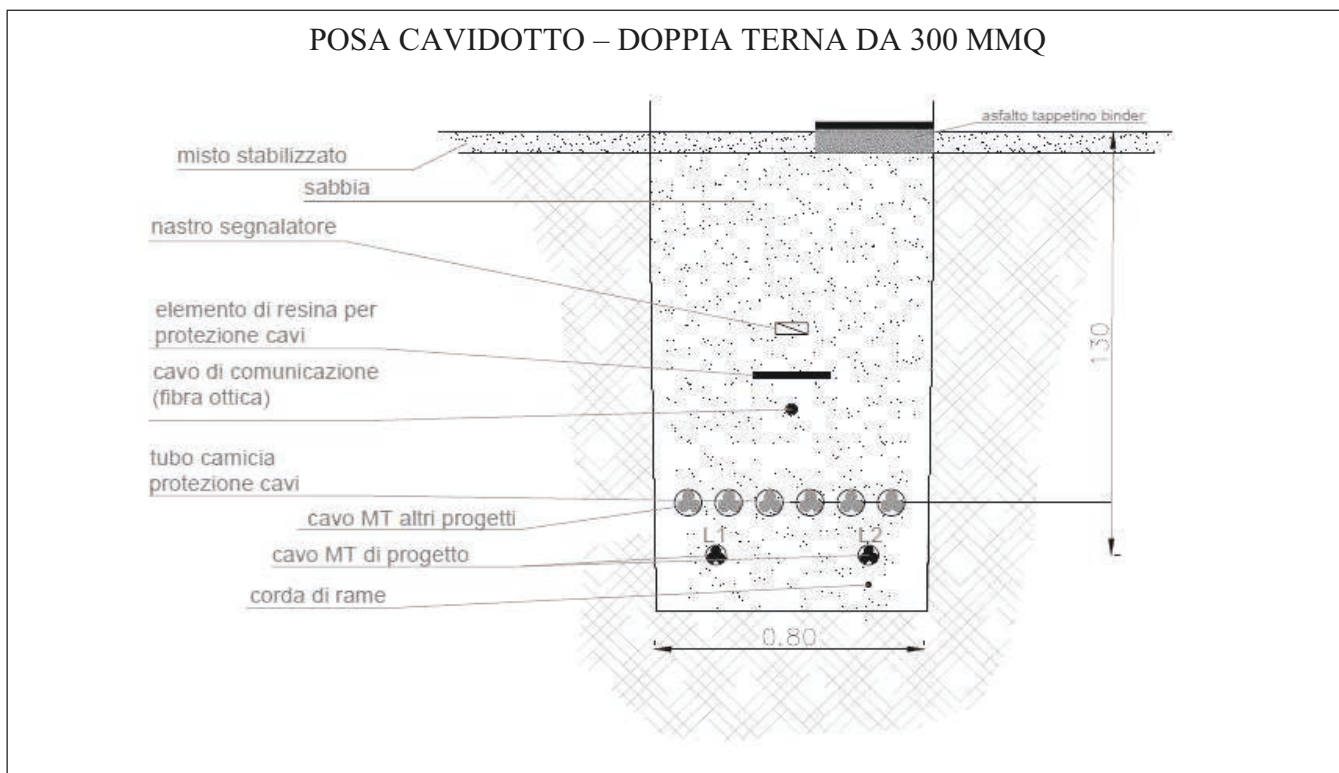 POSA CAVIDOTTO – DOPPIA TERNA DA 300 MMQ
asfalto tappetino binder
misto stabilizzato
sabbia
nastro segnalatore
elemento di resina per
protezione cavi
cavo di comunicazione
(fibra ottica)
130
tubo camicia
protezione cavi
cavo MT altri progetti
L1 L2
cavo MT di progetto
corda di rame
0.80